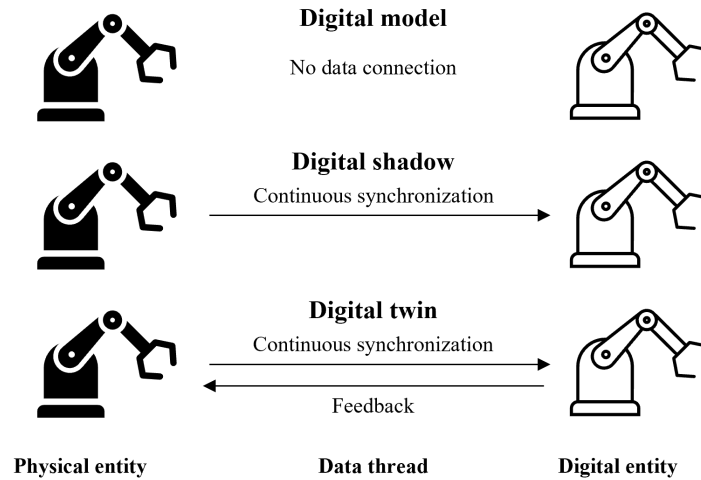 Digital model
No data connection
Digital shadow
Continuous synchronization
Digital twin
Continuous synchronization
Feedback
Physical entity
Data thread
Digital entity